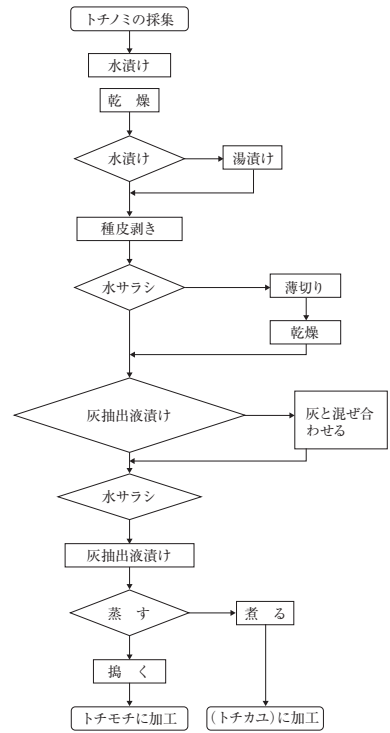 トチノミの採集
水漬け
乾　燥
水漬け
湯漬け
種皮剥き
水サラシ
薄切り
乾燥
灰抽出液漬け
灰と混ぜ合
わせる
水サラシ
灰抽出液漬け
蒸　す
煮　る
搗　く
トチモチに加工
(トチカユ)に加工